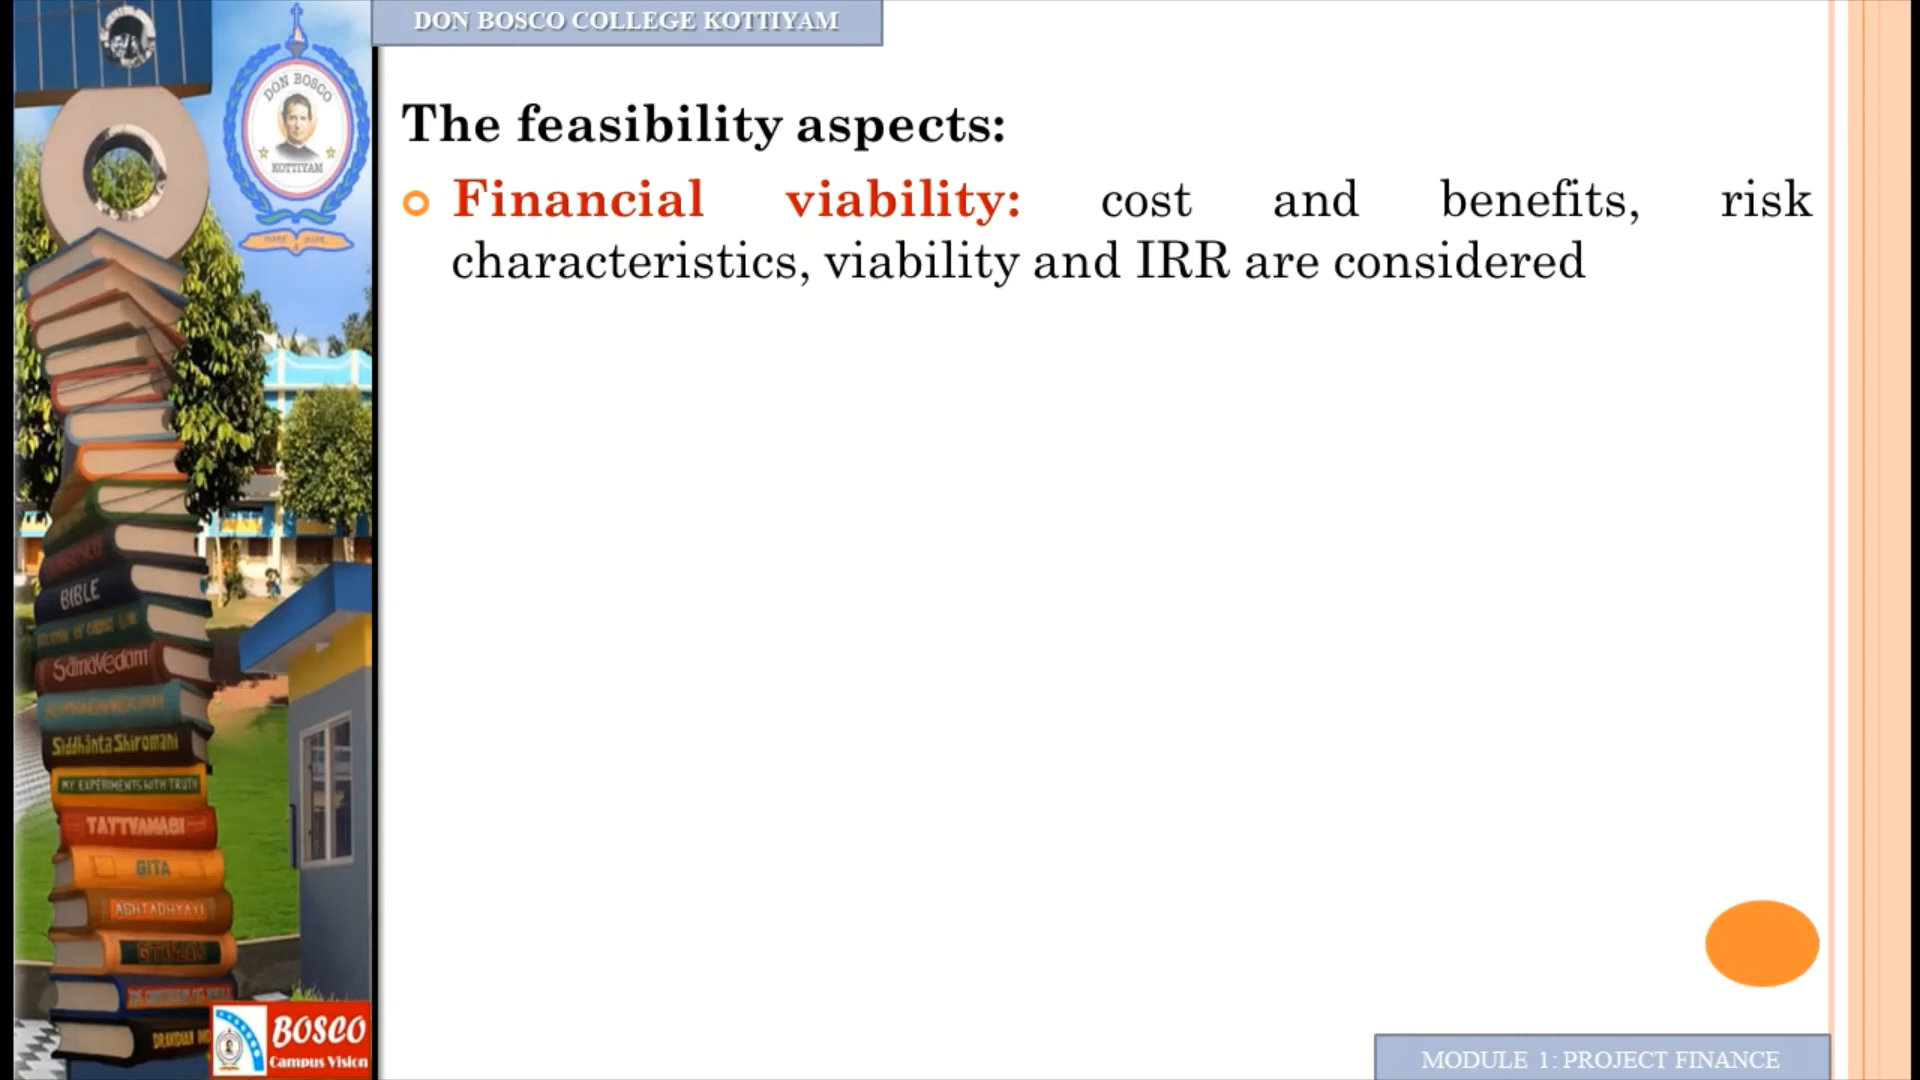 DON BOSCO COLLEGE KOTTIYAM
DON BOSCO
KOTTIYAM
The feasibility aspects:
Financial viability: cost and benefits, risk
characteristics, viability and IRR are considered
BIBLE
SāmaVedam
Siddhānta Shiromani
MY EXPERIMENTS WITH TRUTH
TATTVAMASI
GITA
ASHTADHYAYI
BOSCO
Campus Vision
MODULE 1: PROJECT FINANCE